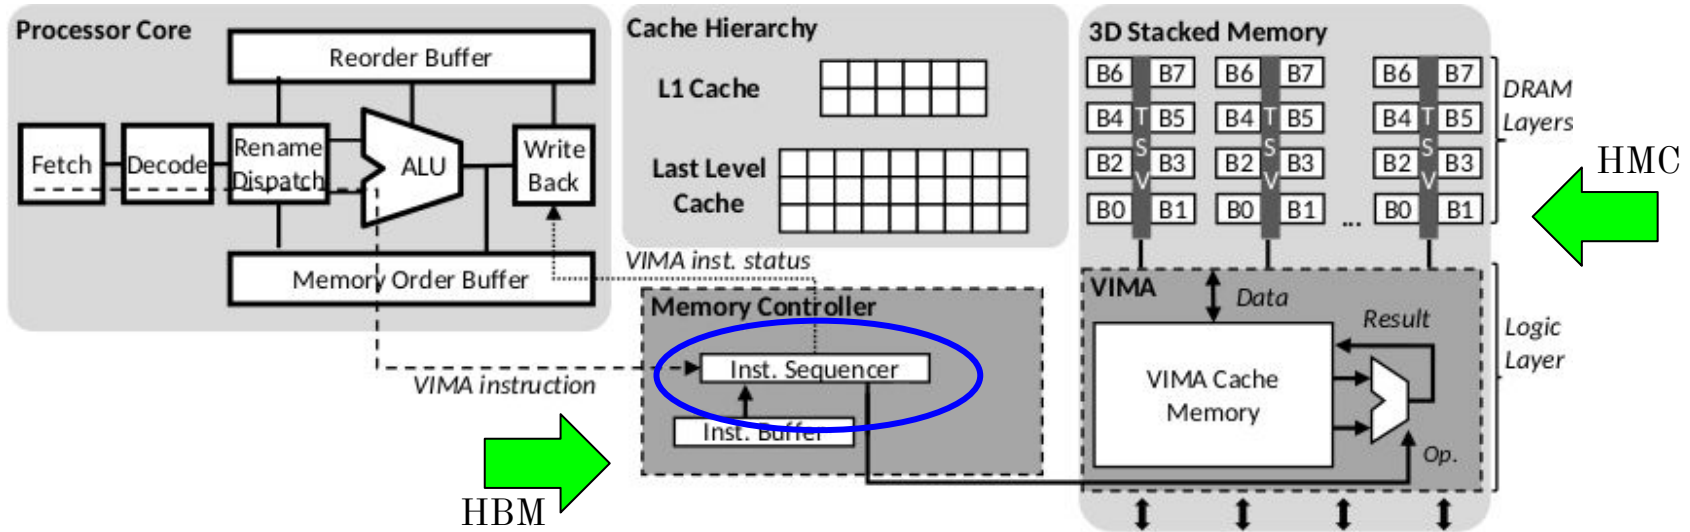 Processor Core
Reorder Buffer
Fetch
Decode
Rename
Dispatch
ALU
Write
Back
Memory Order Buffer
Cache Hierarchy
L1 Cache
Last Level
Cache
VIMA inst. status
Memory Controller
Inst. Sequencer
VIMA instruction
Inst. Buffer
HBM
3D Stacked Memory
B6 B7 B6 B7 B6 B7
B4 T B5 B4 T B5 B4 T B5
S S S
B2 V B3 B2 V B3 B2 V B3
B0 B1 B0 B1 ... B0 B1
DRAM
Layers
HMC
VIMA
Data
Result
VIMA Cache
Memory
Op.
Logic
Layer